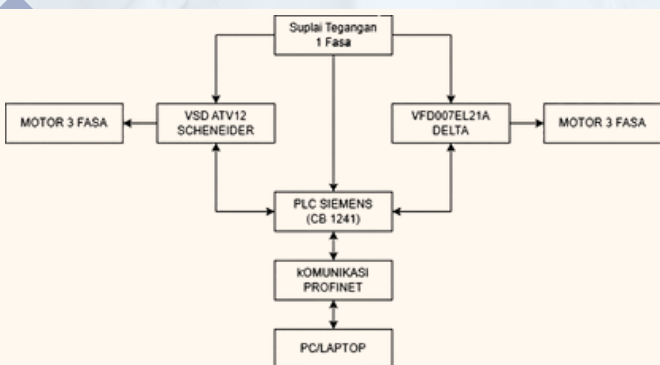 Suplai Tegangan
1 Fasa
MOTOR 3 FASA
VSD ATV12
SCHENEIDER
VFD007EL21A
DELTA
MOTOR 3 FASA
PLC SIEMENS
(CB 1241)
kOMUNIKASI
PROFINET
PC/LAPTOP